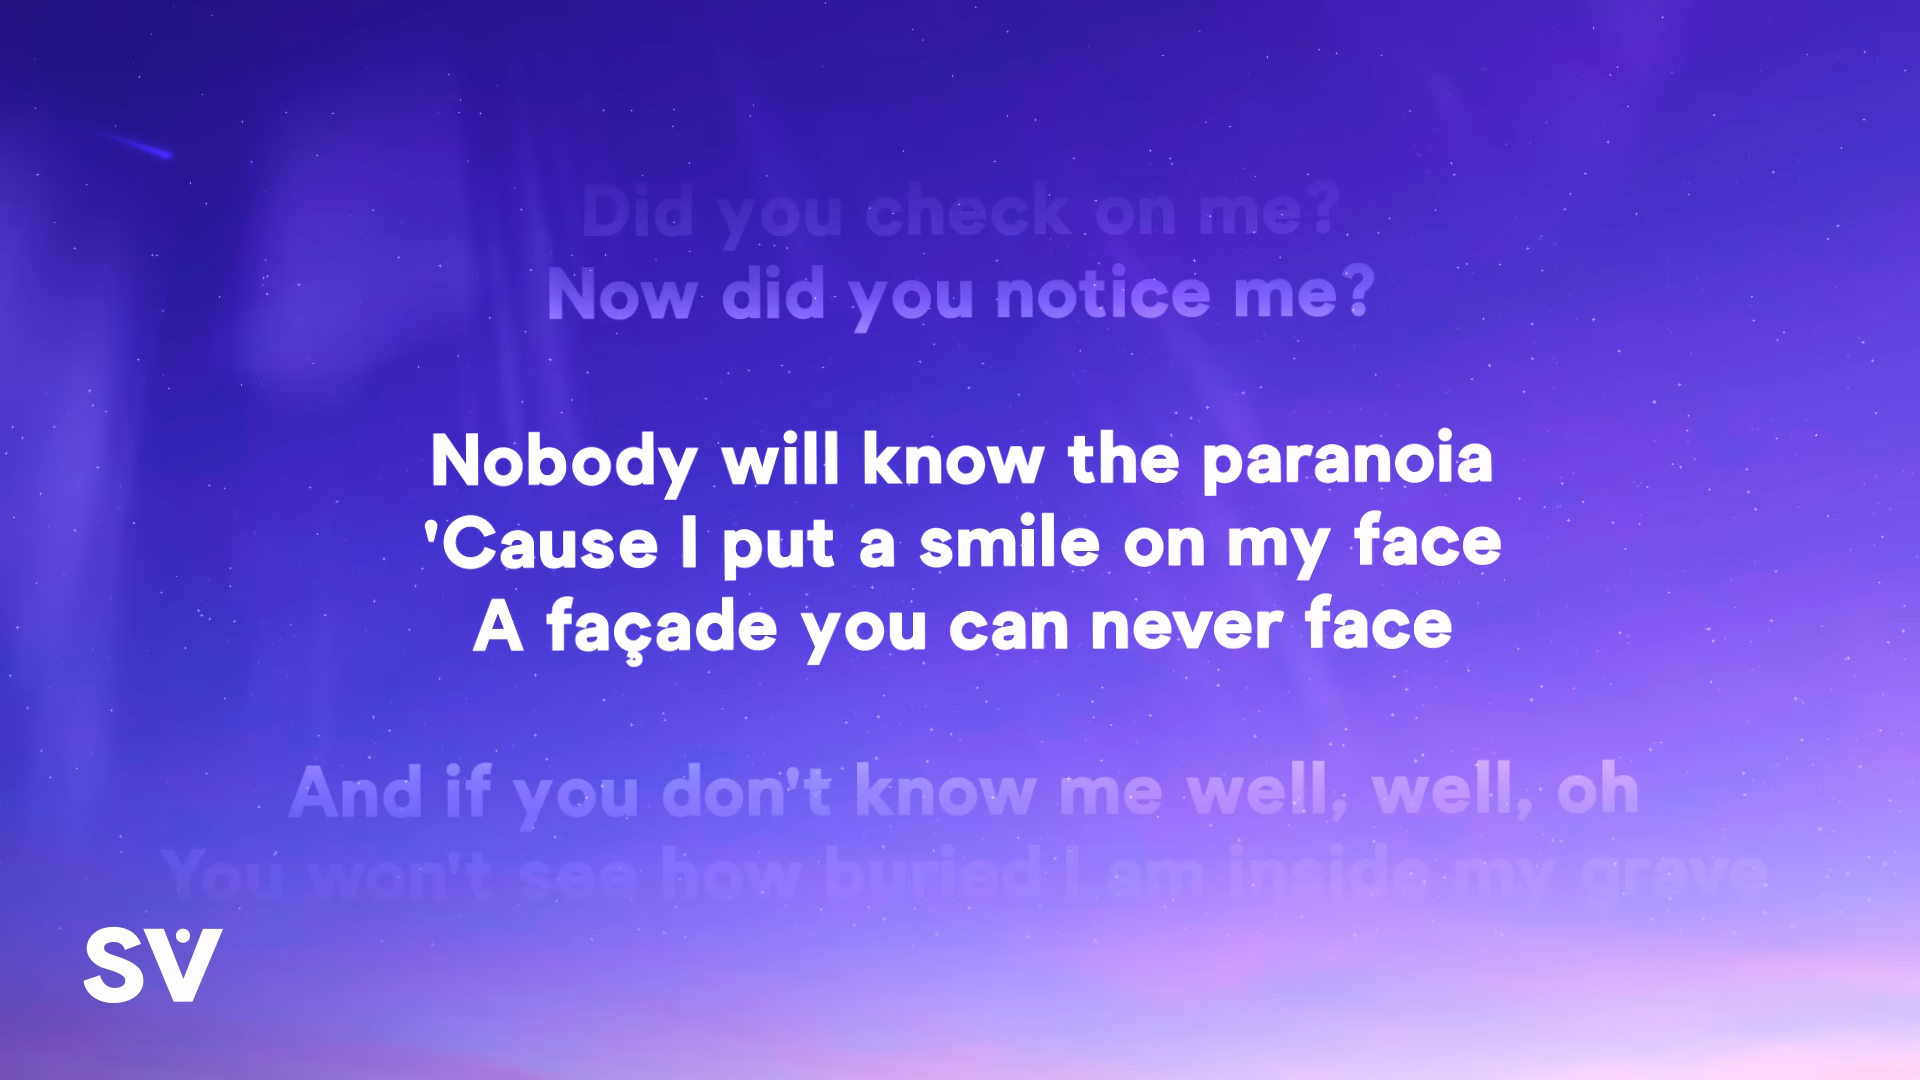 Did you check on me?
Now did you notice me?
Nobody will know the paranoia
'Cause I put a smile on my face
A façade you can never face
And if you don't know me well, well, oh
You won't see how buried I am inside my grave
SV